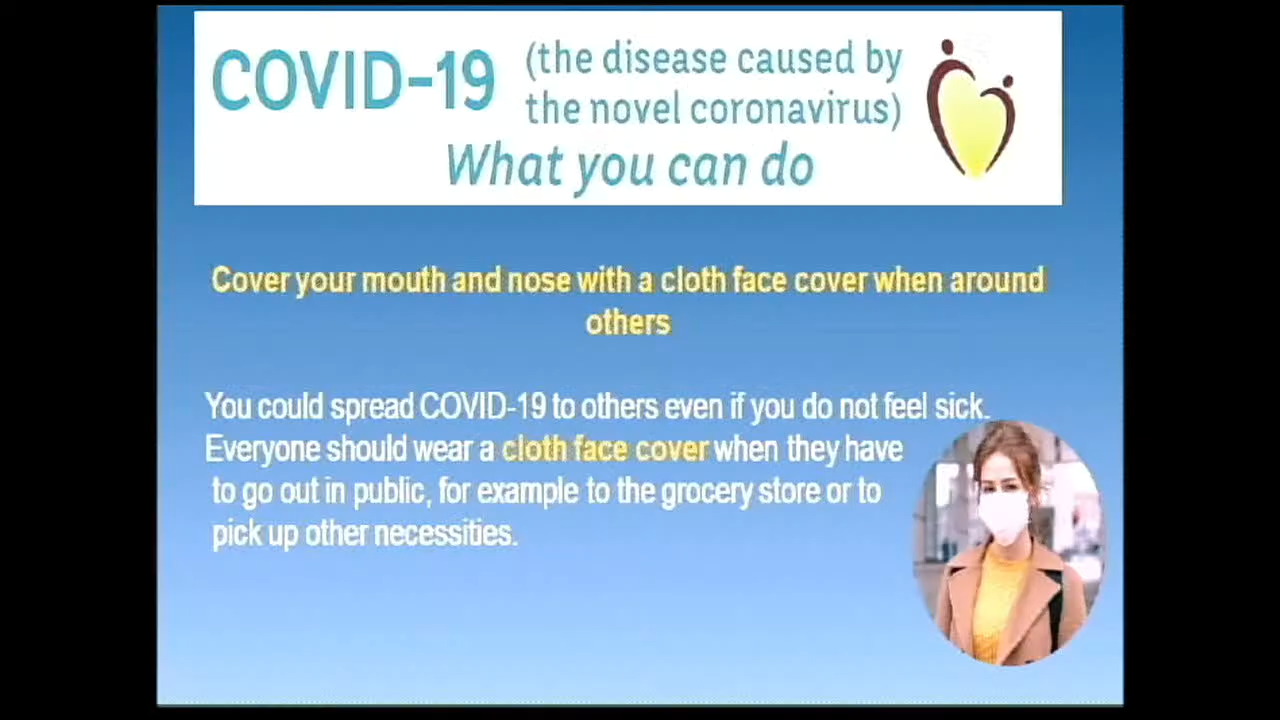 COVID-19 (the disease caused by
the novel coronavirus)
What you can do
Cover your mouth and nose with a cloth face cover when around
others
You could spread COVID-19 to others even if you do not feel sick.
Everyone should wear a cloth face cover when they have
to go out in public, for example to the grocery store or to
pick up other necessities.